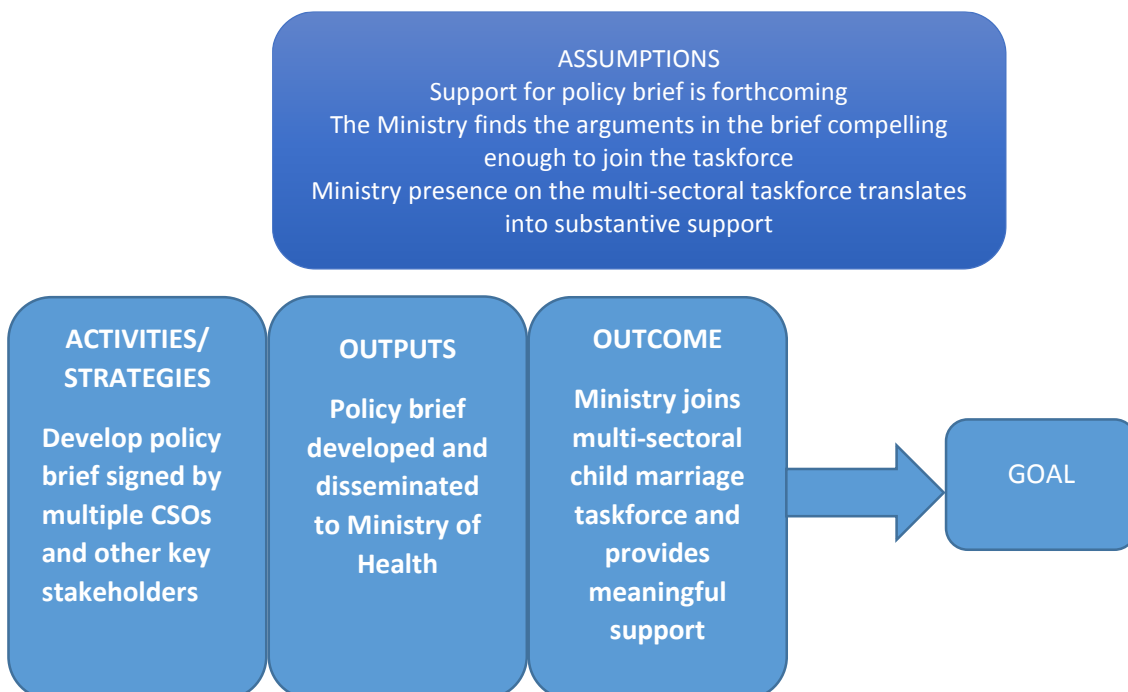 ASSUMPTIONS
Support for policy brief is forthcoming
The Ministry finds the arguments in the brief compelling
enough to join the taskforce
Ministry presence on the multi-sectoral taskforce translates
into substantive support
ACTIVITIES/
STRATEGIES
Develop policy
brief signed by
multiple CSOs
and other key
stakeholders
OUTPUTS
Policy brief
developed and
disseminated
to Ministry of
Health
OUTCOME
Ministry joins
multi-sectoral
child marriage
taskforce and
provides
meaningful
support
GOAL